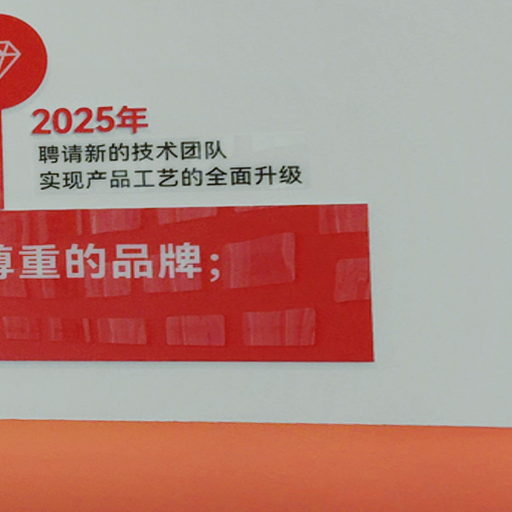 2025年
聘请新的技术团队
实现产品工艺的全面升级
尊重的品牌；